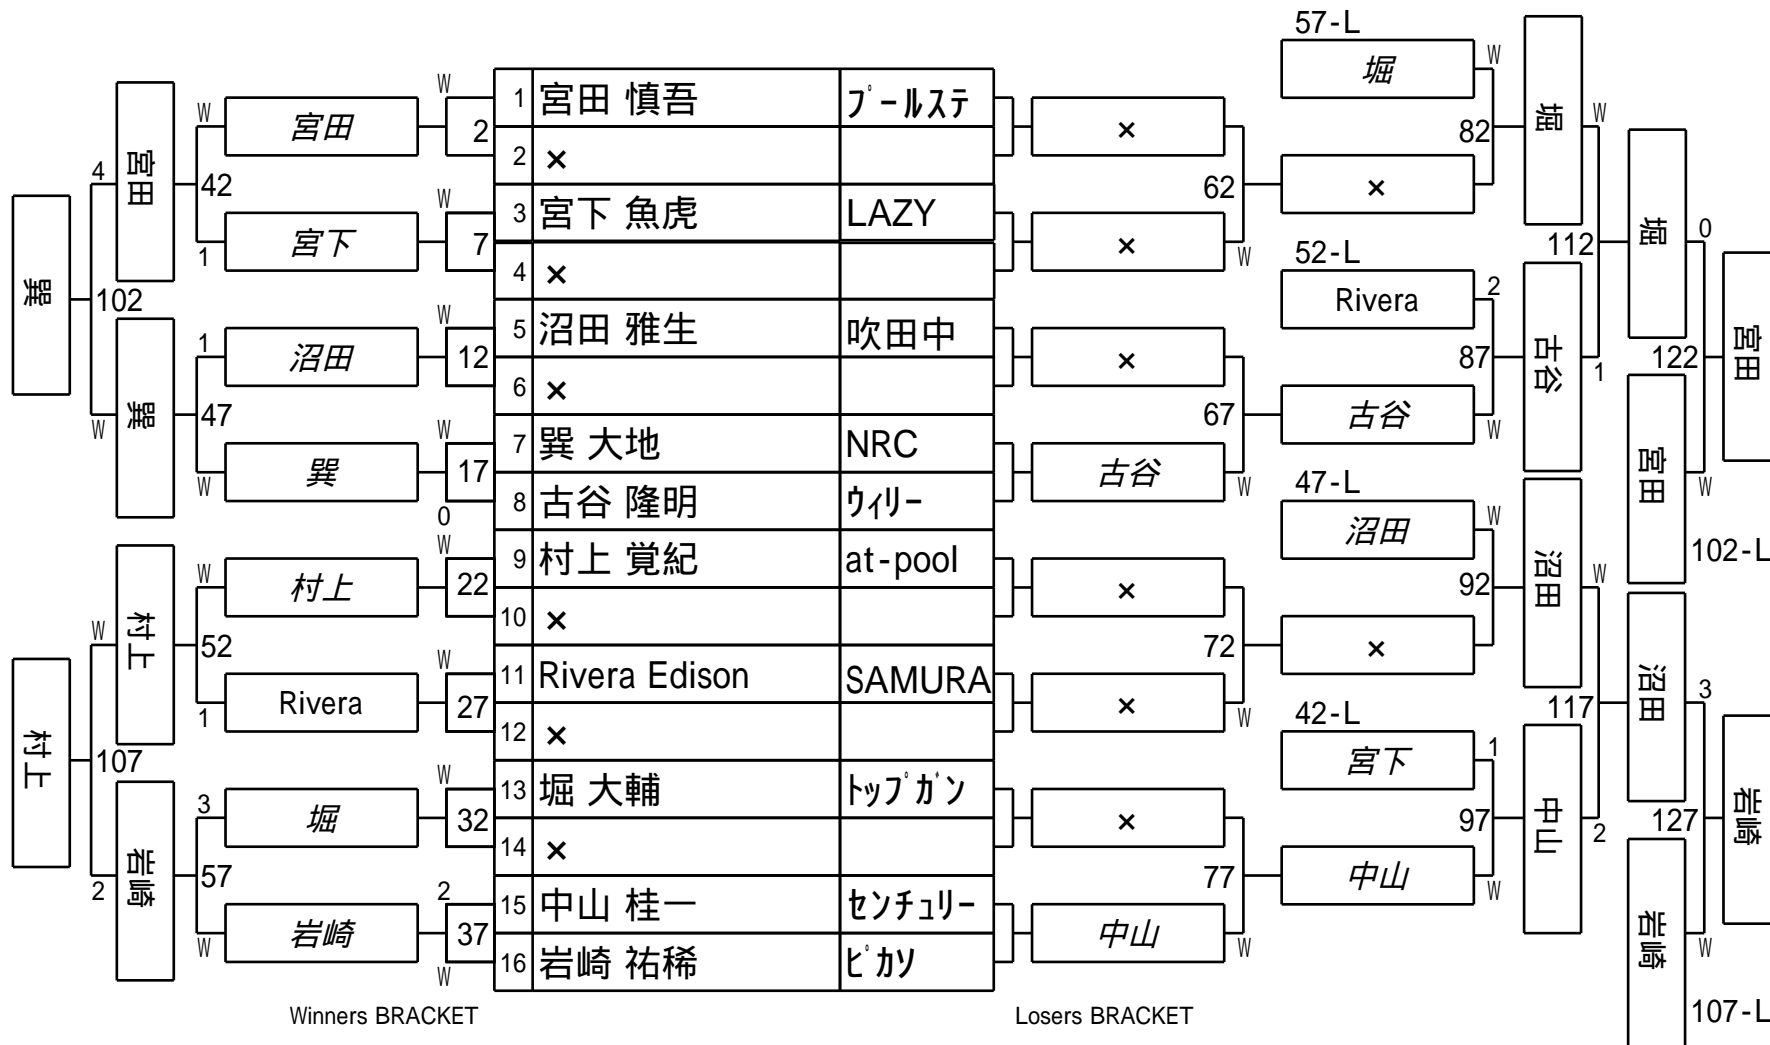 57-L
堀 W
W 1 宮田 慎吾 プールステ
W 宮田 2 × 82 堀 W
宮田 2 × ×
4 42 W 62 ×
1 宮下 7 3 宮下 魚虎 LAZY × W 堀 0
4 × 52-L 112
巽 102 Rivera 2
W 5 沼田 雅生 吹田中
1 沼田 12 × 87 古谷 1 122 宮田
6 ×
W 巽 47 W 67 古谷 W
巽 17 7 巽 大地 NRC 古谷 W 47-L 宮田 W
W 0 8 古谷 隆明 ウィリー 沼田 W
W 9 村上 覚紀 at-pool 102-L
W 村上 22 × 92 沼田 W
10 ×
W 村上 52 W 72 ×
1 Rivera 27 11 Rivera Edison SAMURA × W 42-L 117 沼田 3
12 × 宮下 1
村上 107
W 13 堀 大輔 トップガン
3 堀 32 × 97 中山 2 127 岩崎
14 ×
2 岩崎 57 2 77 中山 W
W 岩崎 37 15 中山 桂一 センチュリー 中山 W 岩崎 W
W 16 岩崎 祐稀 ピカソ
107-L
Winners BRACKET Losers BRACKET